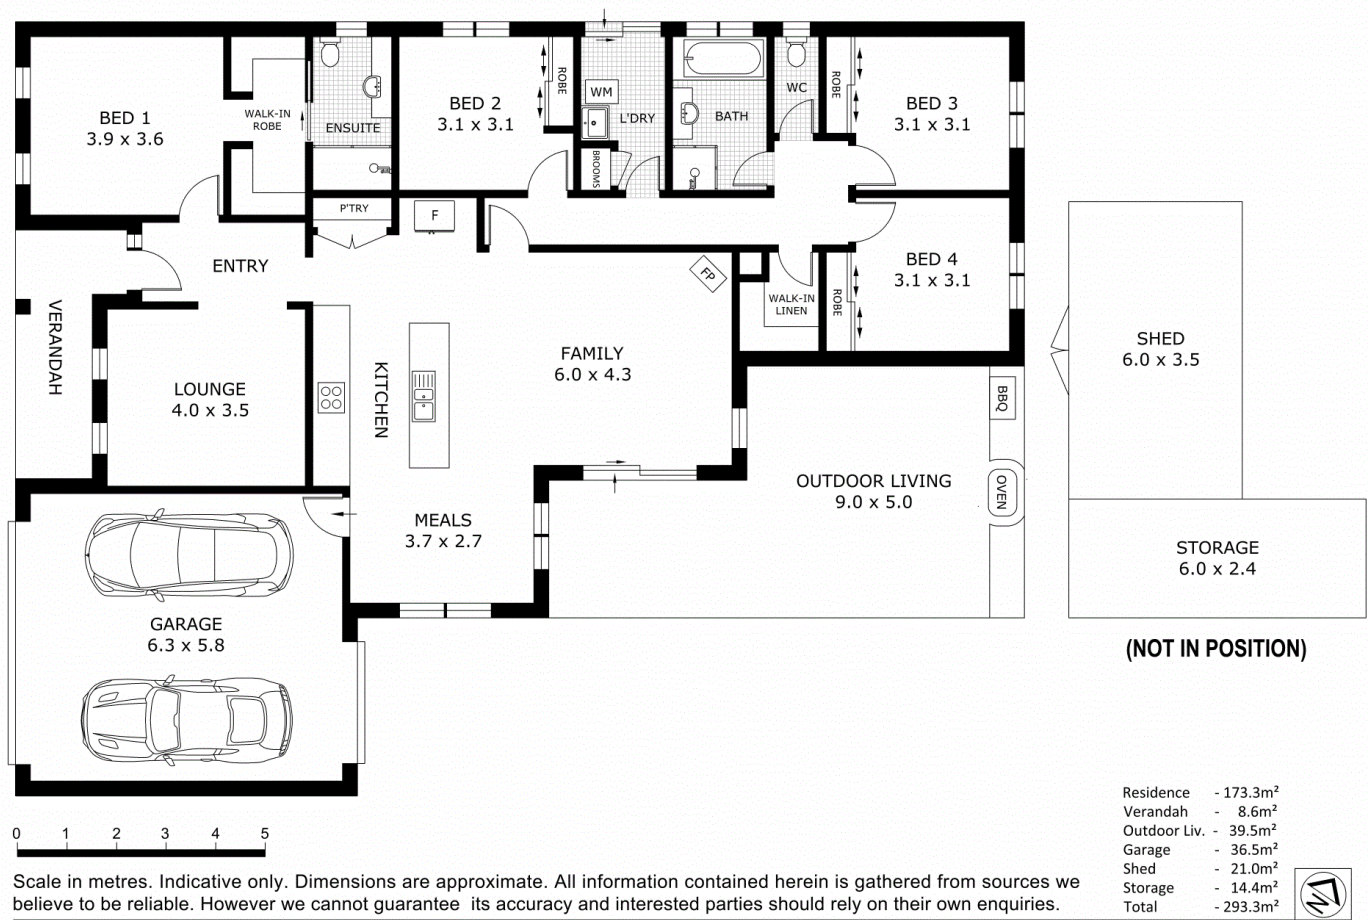 BED 1
3.9 x 3.6
WALK-IN
ROBE
ENSUITE
BED 2
3.1 x 3.1
ROBE
WM
L'DRY
BROOMS
BATH
WC
ROBE
BED 3
3.1 x 3.1
P'TRY
F
ENTRY
VERANDAH
LOUNGE
4.0 x 3.5
KITCHEN
FAMILY
6.0 x 4.3
FP
WALK-IN
LINEN
ROBE
BED 4
3.1 x 3.1
BBQ
OUTDOOR LIVING
9.0 x 5.0
OVEN
SHED
6.0 x 3.5
STORAGE
6.0 x 2.4
(NOT IN POSITION)
MEALS
3.7 x 2.7
GARAGE
6.3 x 5.8
Residence - 173.3m²
Verandah - 8.6m²
Outdoor Liv. - 39.5m²
Garage - 36.5m²
Shed - 21.0m²
Storage - 14.4m²
Total - 293.3m²
0 1 2 3 4 5
Scale in metres. Indicative only. Dimensions are approximate. All information contained herein is gathered from sources we
believe to be reliable. However we cannot guarantee its accuracy and interested parties should rely on their own enquiries.